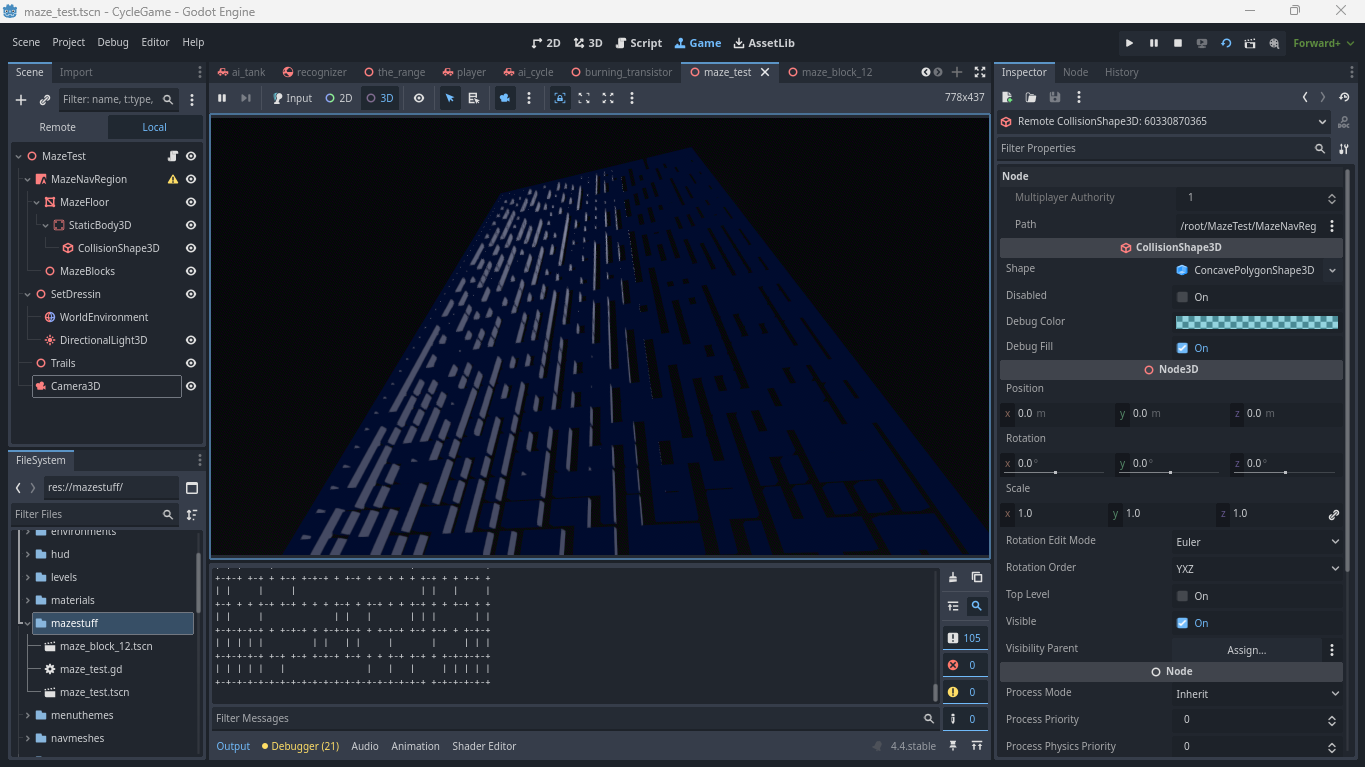 maze_test.tscn - CycleGame - Godot Engine
Scene Project Debug Editor Help
2D 3D Script Game AssetLib
Forward+
Scene Import
Filter: name, t:type,
Remote Local
MazeTest
MazeNavRegion
MazeFloor
StaticBody3D
CollisionShape3D
MazeBlocks
SetDressin
WorldEnvironment
DirectionalLight3D
Trails
Camera3D
FileSystem
res://mazestuff/
Filter Files
environments
hud
levels
materials
mazestuff
maze_block_12.tscn
maze_test.gd
maze_test.tscn
menuthemes
navmeshes
ai_tank recognizer the_range player ai_cycle burning_transistor maze_test maze_block_12
Input 2D 3D
778x437
105
0
0
0
Filter Messages
Output Debugger (21) Audio Animation Shader Editor
4.4.stable
Inspector Node History
Remote CollisionShape3D: 60330870365
DOC
Filter Properties
Node
Multiplayer Authority 1
Path /root/MazeTest/MazeNavReg
CollisionShape3D
Shape ConcavePolygonShape3D
Disabled On
Debug Color
Debug Fill On
Node3D
Position
x 0.0 m y 0.0 m z 0.0 m
Rotation
x 0.0° y 0.0° z 0.0°
Scale
x 1.0 y 1.0 z 1.0
Rotation Edit Mode Euler
Rotation Order YXZ
Top Level On
Visible On
Visibility Parent Assign...
Node
Process Mode Inherit
Process Priority 0
Process Physics Priority 0